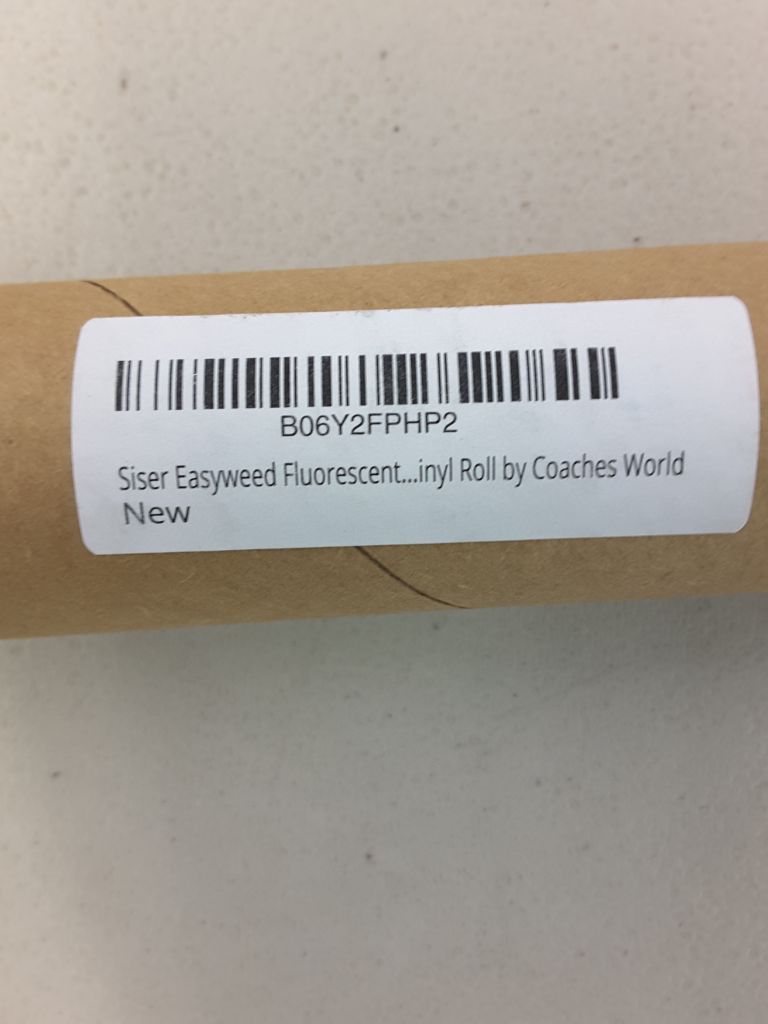 B06Y2FPHP2
Siser Easyweed Fluorescent...inyl Roll by Coaches World
New